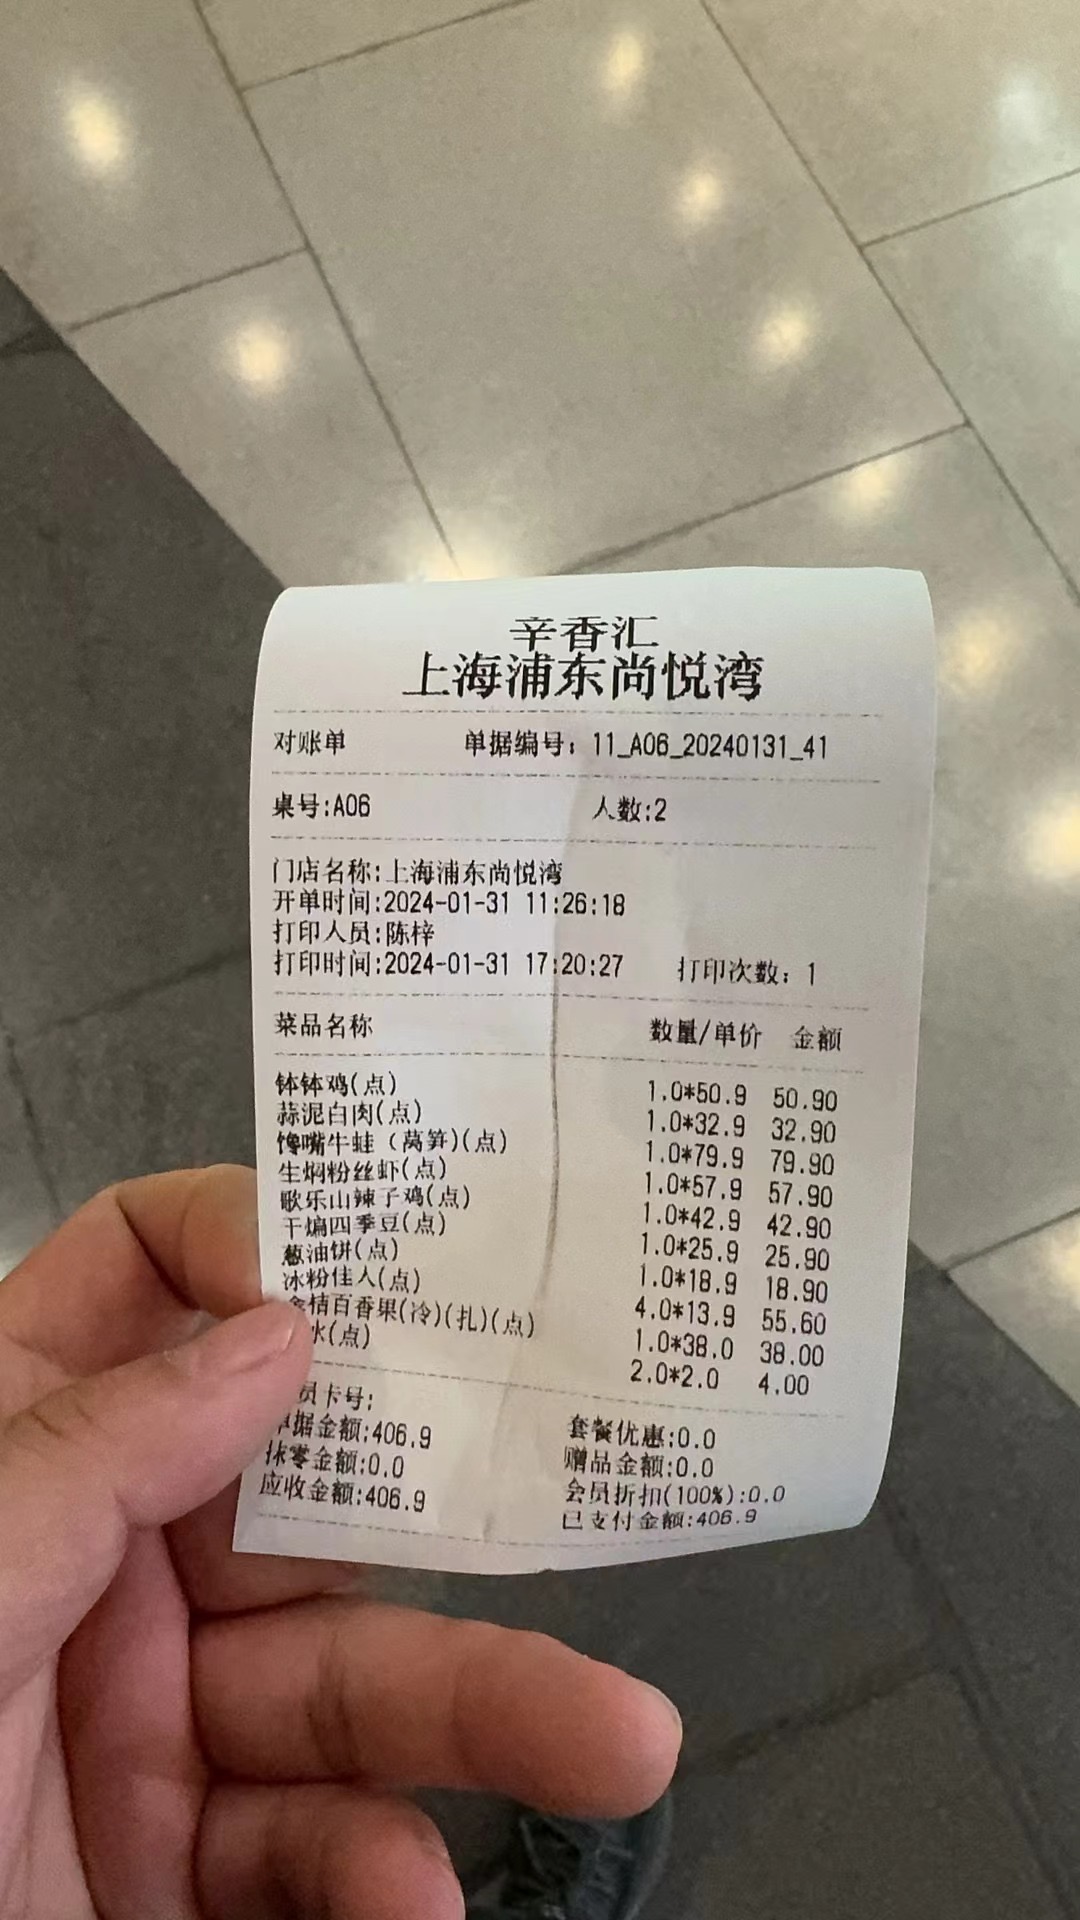 辛香汇
上海浦东尚悦湾
对账单 单据编号：11_A06_20240131_41
桌号:A06 人数:2
门店名称:上海浦东尚悦湾
开单时间:2024-01-31 11:26:18
打印人员:陈梓
打印时间:2024-01-31 17:20:27 打印次数：1
菜品名称 数量/单价 金额
钵钵鸡(点) 1.0*50.9 50.90
蒜泥白肉(点) 1.0*32.9 32.90
馋嘴牛蛙（莴笋)(点) 1.0*79.9 79.90
生焖粉丝虾(点) 1.0*57.9 57.90
歌乐山辣子鸡(点) 1.0*42.9 42.90
干煸四季豆(点) 1.0*25.9 25.90
葱油饼(点) 1.0*18.9 18.90
冰粉佳人(点) 4.0*13.9 55.60
金桔百香果(冷)(扎)(点) 1.0*38.0 38.00
水(点) 2.0*2.0 4.00
员卡号:
单据金额:406.9 套餐优惠:0.0
抹零金额:0.0 赠品金额:0.0
应收金额:406.9 会员折扣(100%):0.0
已支付金额:406.9